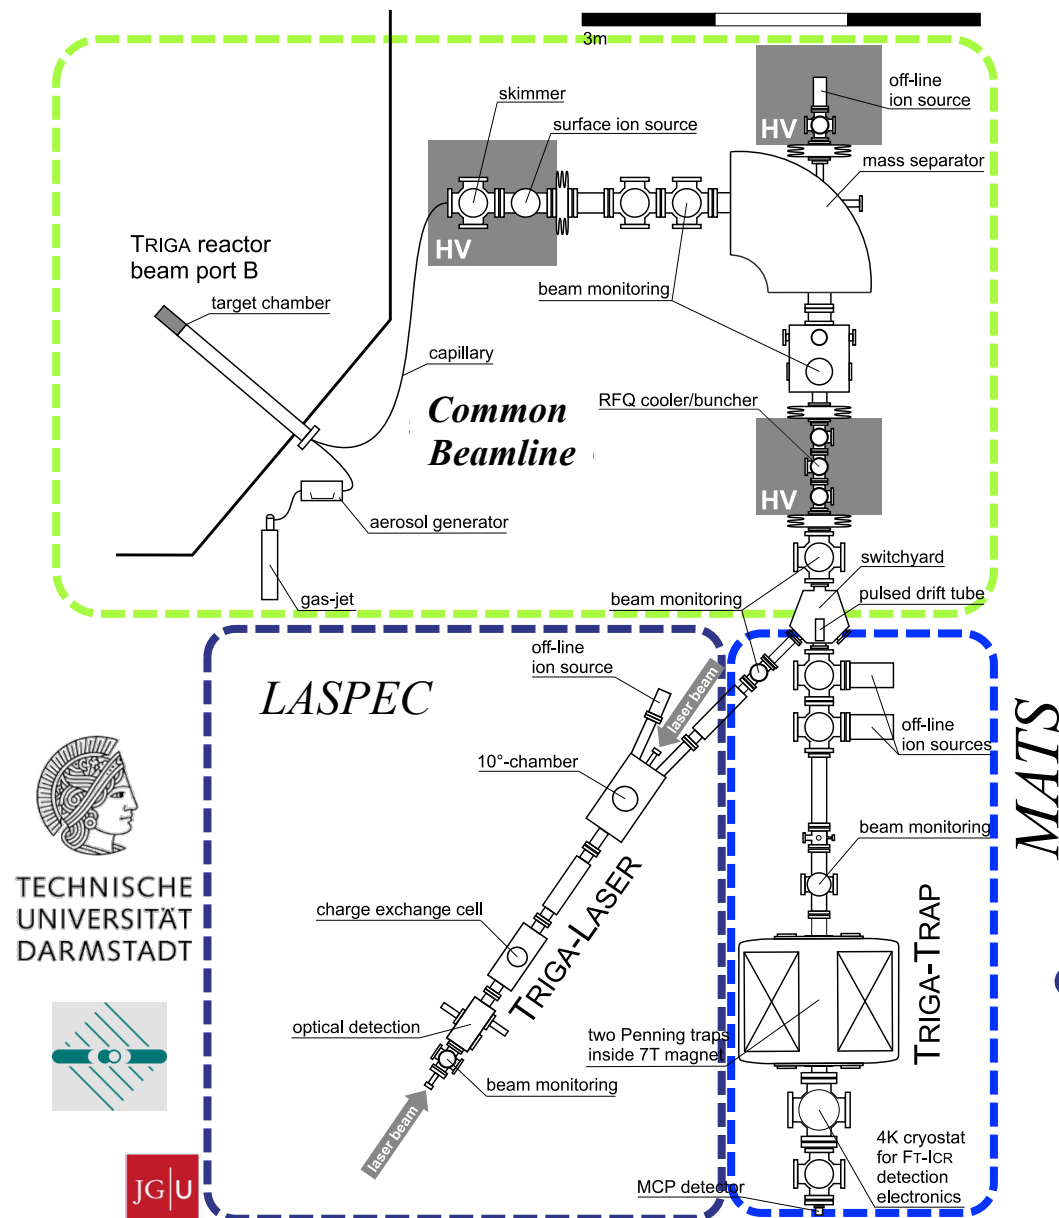 3m
off-line
ion source
skimmer
HV
surface ion source
mass separator
HV
TRIGA reactor
beam port B
beam monitoring
target chamber
capillary
RFQ cooler/buncher
Common
Beamline
HV
aerosol generator
switchyard
gas-jet
beam monitoring
pulsed drift tube
off-line
ion source
LASPEC
laser beam
off-line
ion sources
MATS
10°-chamber
beam monitoring
TECHNISCHE
UNIVERSITÄT
DARMSTADT
charge exchange cell
TRIGA-LASER
TRIGA-TRAP
optical detection
two Penning traps
inside 7T magnet
beam monitoring
laser beam
4K cryostat
for FT-ICR
detection
electronics
MCP detector
JG|U